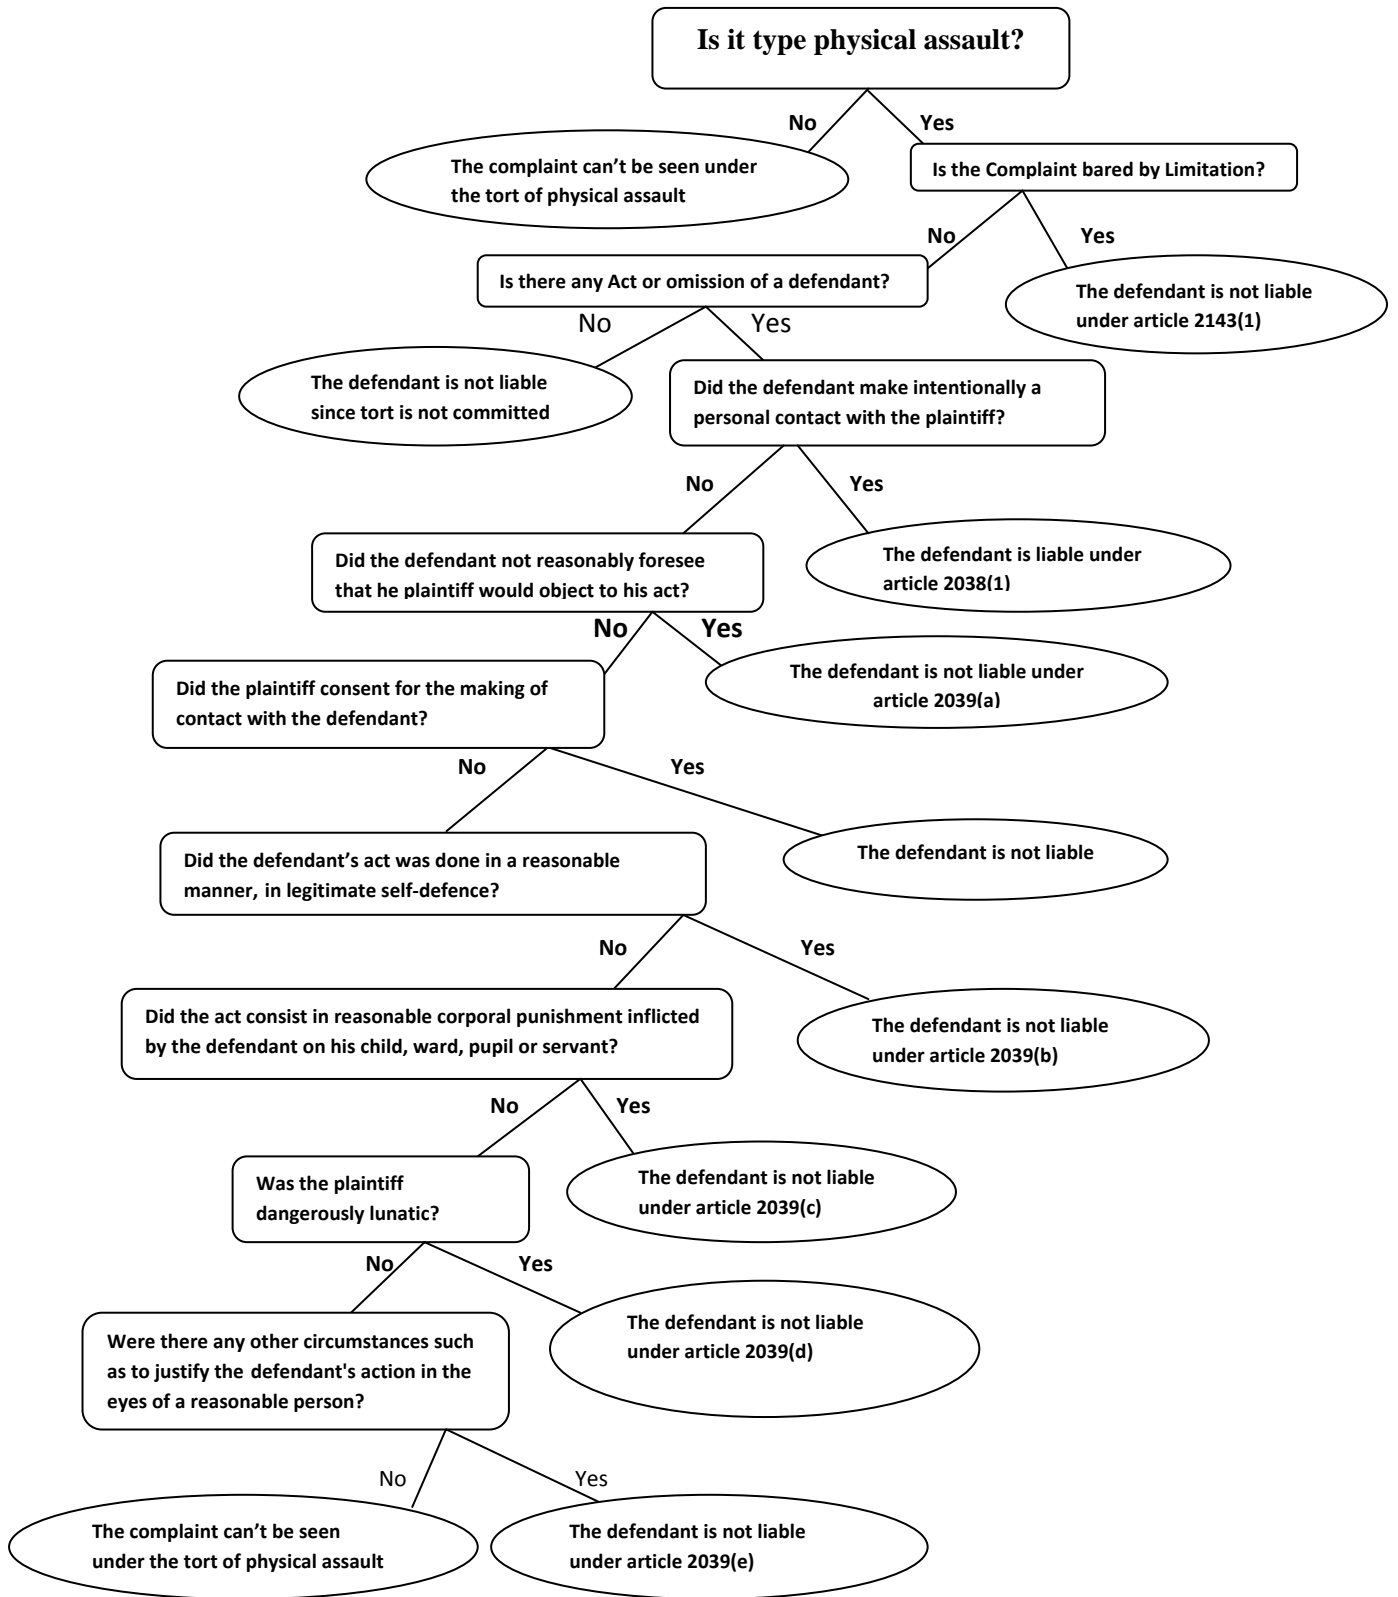 Is it type physical assault?
No
Yes
The complaint can't be seen under
the tort of physical assault
Is the Complaint bared by Limitation?
No
Yes
Is there any Act or omission of a defendant?
The defendant is not liable
under article 2143(1)
No
Yes
The defendant is not liable
since tort is not committed
Did the defendant make intentionally a
personal contact with the plaintiff?
No
Yes
Did the defendant not reasonably foresee
that he plaintiff would object to his act?
The defendant is liable under
article 2038(1)
No
Yes
Did the plaintiff consent for the making of
contact with the defendant?
The defendant is not liable under
article 2039(a)
No
Yes
Did the defendant's act was done in a reasonable
manner, in legitimate self-defence?
The defendant is not liable
No
Yes
Did the act consist in reasonable corporal punishment inflicted
by the defendant on his child, ward, pupil or servant?
The defendant is not liable
under article 2039(b)
No
Yes
Was the plaintiff
dangerously lunatic?
The defendant is not liable
under article 2039(c)
No
Yes
Were there any other circumstances such
as to justify the defendant's action in the
eyes of a reasonable person?
The defendant is not liable
under article 2039(d)
No
Yes
The complaint can't be seen
under the tort of physical assault
The defendant is not liable
under article 2039(e)